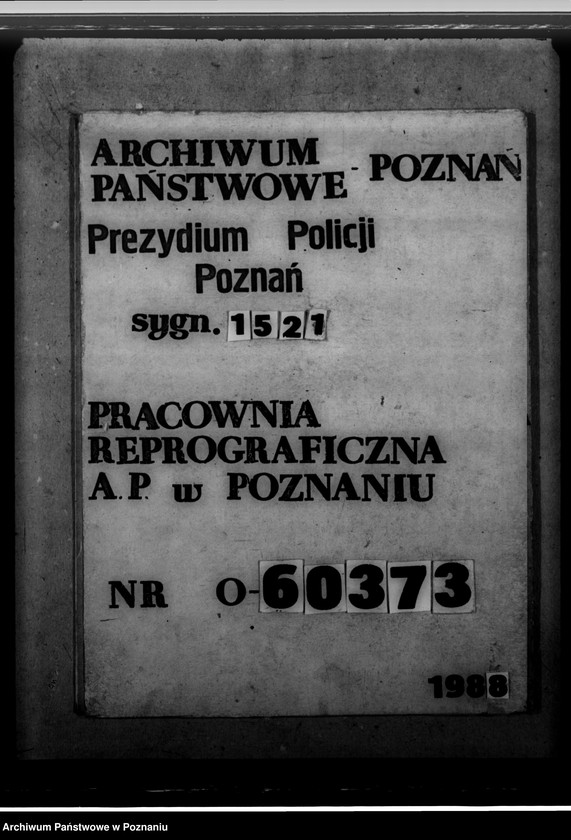 ARCHIWUM
PAŃSTWOWE - POZNAŃ
Prezydium Policji
Poznań
sygn. 1521
PRACOWNIA
REPROGRAFICZNA
A.P. w POZNANIU
NR O-60373
1988
Archiwum Państwowe w Poznaniu